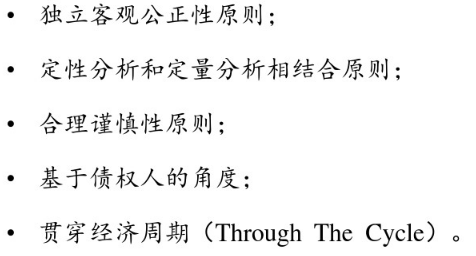 • 独立客观公正性原则；
• 定性分析和定量分析相结合原则；
• 合理谨慎性原则；
• 基于债权人的角度；
• 贯穿经济周期（Through The Cycle）。